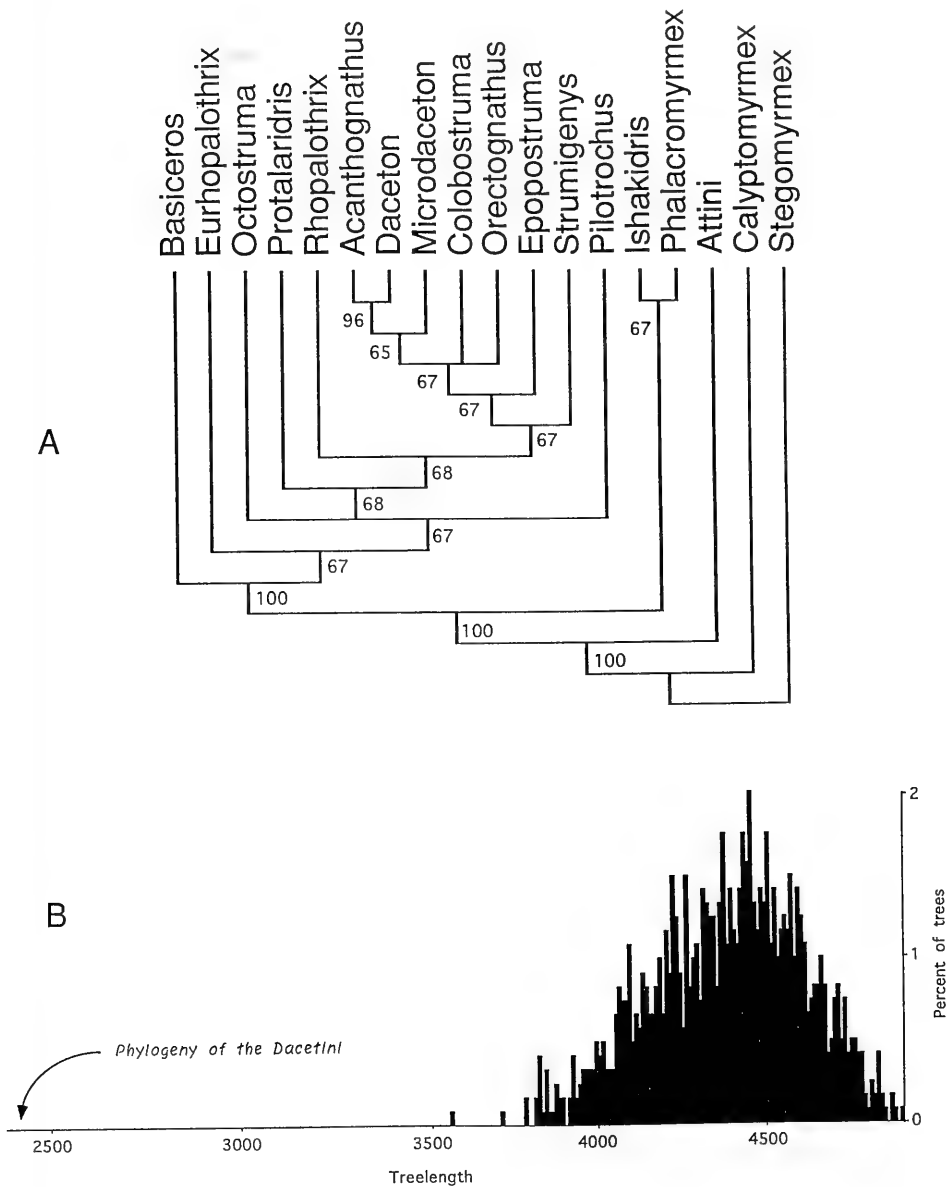 Basiceros
Eurhopalothrix
Octostruma
Protalaridris
Rhopalothrix
Acanthognathus
Daceton
Microdaceton
Colobostruma
Orectognathus
Epopostruma
Strumigenys
Pilotrochus
Ishakidris
Phalacromyrmex
Attini
Calyptomyrmex
Stegomyrmex
96
67
65
67
67
A
67
68
68
67
67
100
100
100
2
B
1
Percent of trees
Phylogeny of the Dacetini
0
2500 3000 3500 4000 4500
Treelength